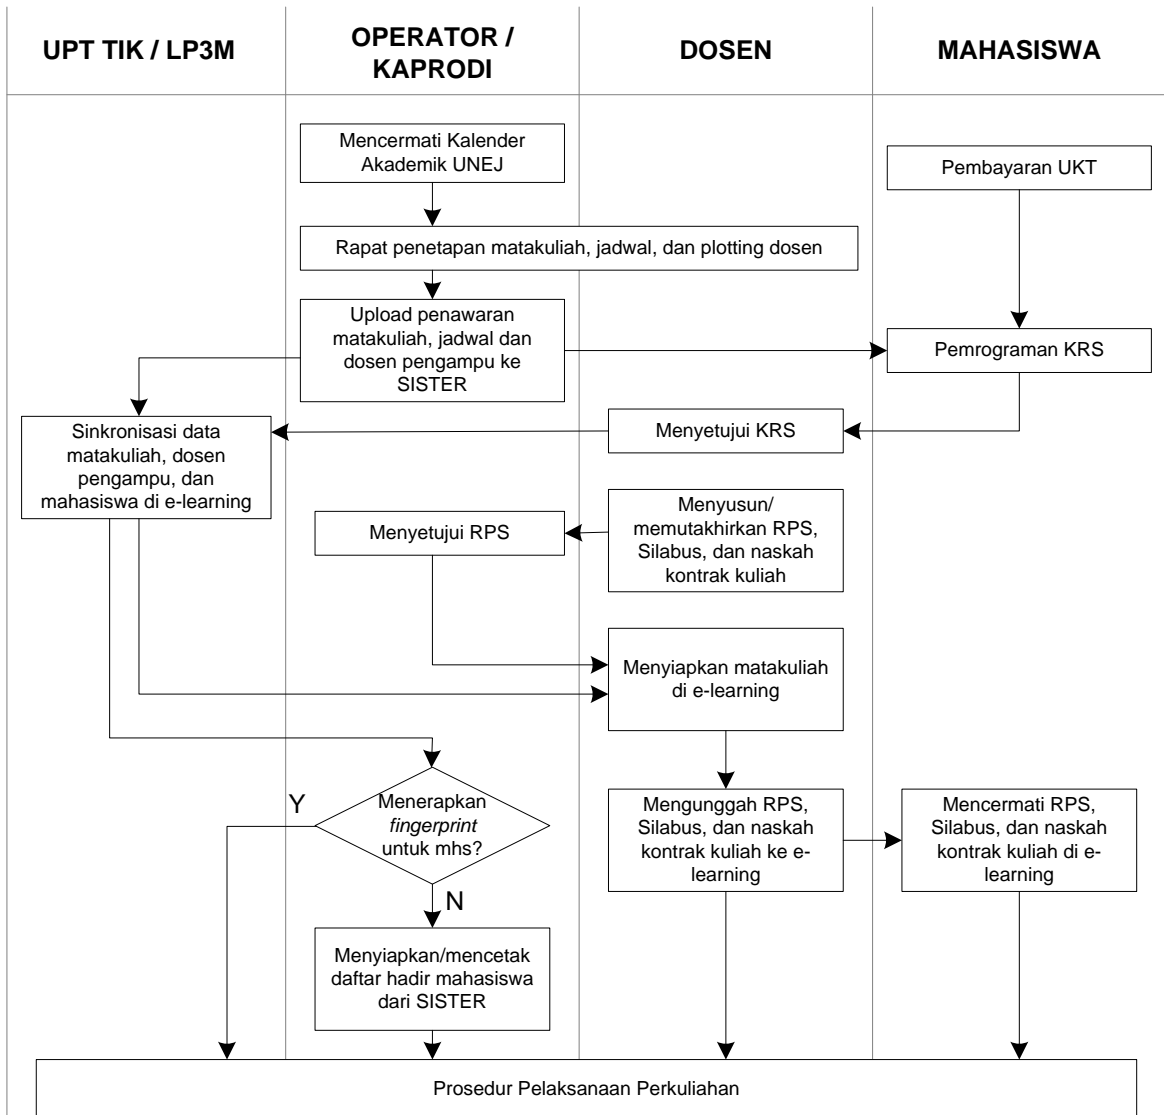 UPT TIK / LP3M
OPERATOR /
KAPRODI
DOSEN
MAHASISWA
Mencermati Kalender
Akademik UNEJ
Pembayaran UKT
Rapat penetapan matakuliah, jadwal, dan plotting dosen
Upload penawaran
matakuliah, jadwal dan
dosen pengampu ke
SISTER
Pemrograman KRS
Sinkronisasi data
matakuliah, dosen
pengampu, dan
mahasiswa di e-learning
Menyetujui KRS
Menyetujui RPS
Menyusun/
memutakhirkan RPS,
Silabus, dan naskah
kontrak kuliah
Menyiapkan matakuliah
di e-learning
Y
Menerapkan
fingerprint
untuk mhs?
N
Mengunggah RPS,
Silabus, dan naskah
kontrak kuliah ke e-
learning
Mencermati RPS,
Silabus, dan naskah
kontrak kuliah di e-
learning
Menyiapkan/mencetak
daftar hadir mahasiswa
dari SISTER
Prosedur Pelaksanaan Perkuliahan